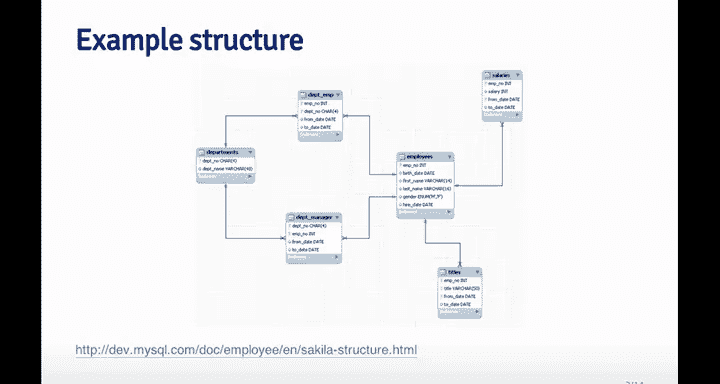 Example structure
dept_emp
emp_no INT
dept_no CHAR(4)
from_date DATE
to_date DATE
salaries
emp_no INT
salary INT
from_date DATE
to_date DATE
departments
dept_no CHAR(4)
dept_name VARCHAR(40)
employees
emp_no INT
birth_date DATE
first_name VARCHAR(14)
last_name VARCHAR(16)
gender ENUM('M','F')
hire_date DATE
dept_manager
dept_no CHAR(4)
emp_no INT
from_date DATE
to_date DATE
titles
emp_no INT
title VARCHAR(50)
from_date DATE
to_date DATE
http://dev.mysql.com/doc/employee/en/sakila-structure.html